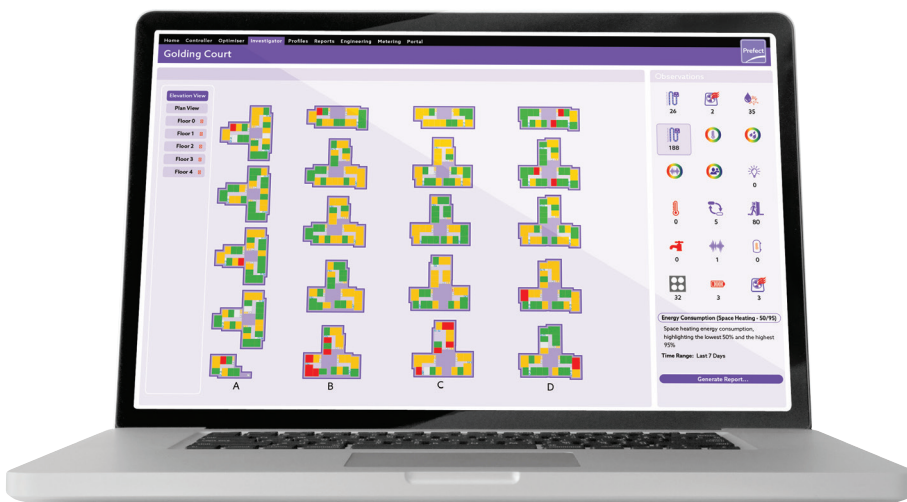 Home Controller Optimiser Investigator Profiles Reports Engineering Metering Portal
Golding Court
Prefect
Observations
Elevation View
Plan View
Floor 0
Floor 1
Floor 2
Floor 3
Floor 4
26 2 35
188
0
0 5 80
0 1 0
32 3 3
Energy Consumption (Space Heating - 50/95)
Space heating energy consumption,
highlighting the lowest 50% and the highest
95%
Time Range: Last 7 Days
Generate Report...
A B C D